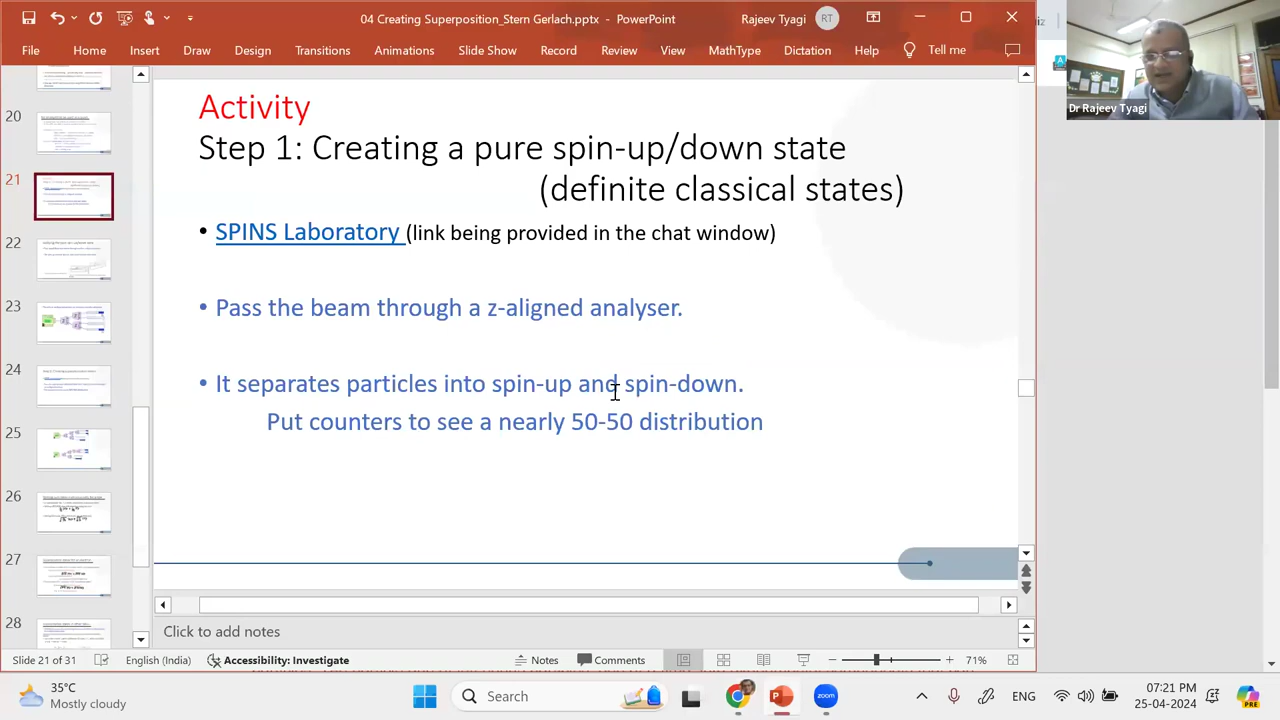 04 Creating Superposition_Stern Gerlach.pptx - PowerPoint
Rajeev Tyagi
RT
File Home Insert Draw Design Transitions Animations Slide Show Record Review View MathType Dictation Help Tell me
Dr Rajeev Tyagi
20
21
22
23
24
25
26
27
28
Activity
Step 1: Creating a pure spin-up/down state
(definite classical states)
• SPINS Laboratory (link being provided in the chat window)
• Pass the beam through a z-aligned analyser.
• It separates particles into spin-up and spin-down.
Put counters to see a nearly 50-50 distribution
Click to add notes
Slide 21 of 31 English (India) Accessibility: Investigate Notes Comments 71%
35°C
Mostly cloudy
Search
ENG
07:21 PM
25-04-2024
PRE